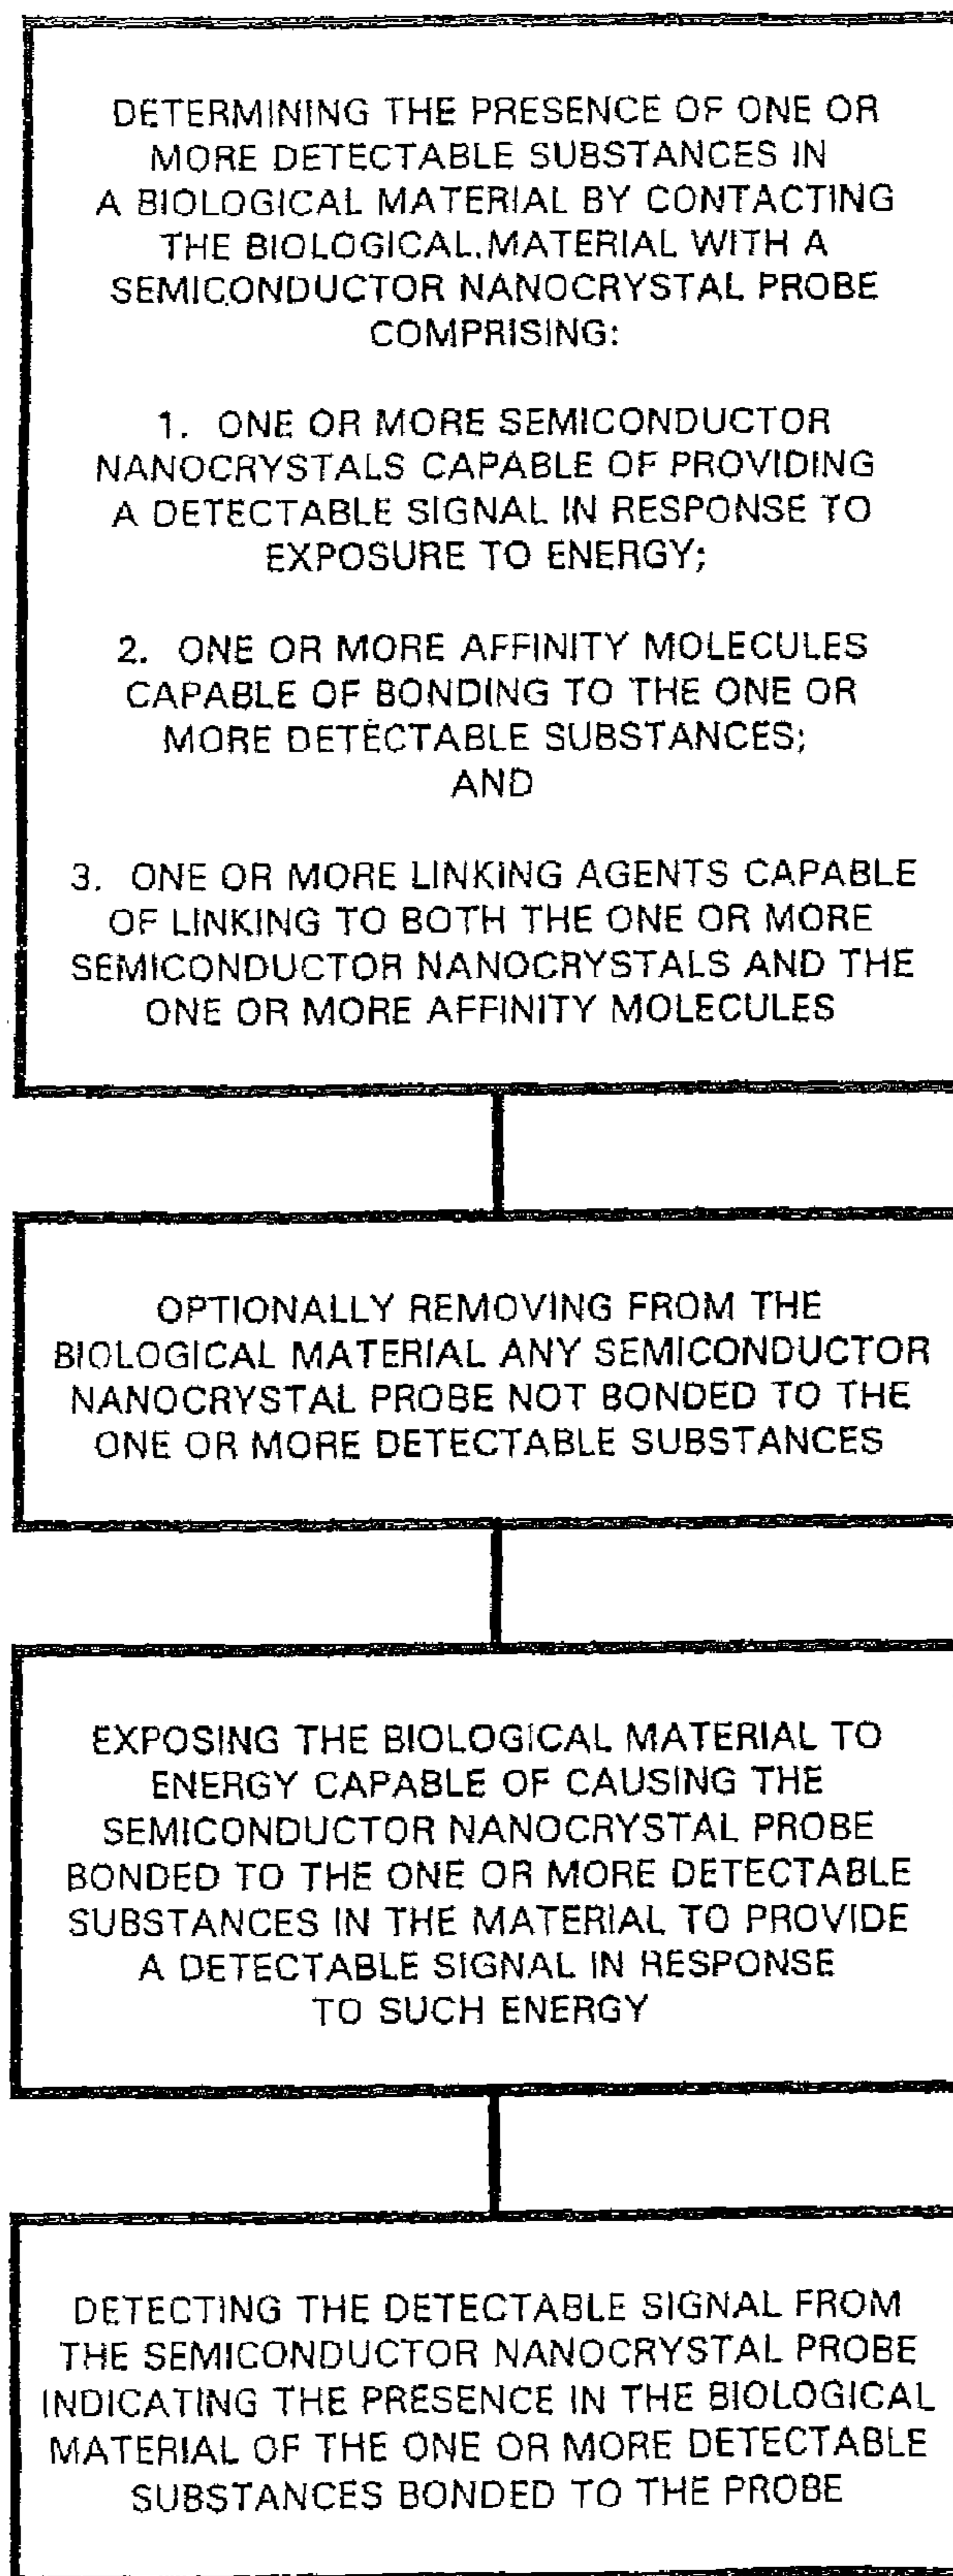 DETERMINING THE PRESENCE OF ONE OR
MORE DETECTABLE SUBSTANCES IN
A BIOLOGICAL MATERIAL BY CONTACTING
THE BIOLOGICAL MATERIAL WITH A
SEMICONDUCTOR NANOCRYSTAL PROBE
COMPRISING:
1. ONE OR MORE SEMICONDUCTOR
NANOCRYSTALS CAPABLE OF PROVIDING
A DETECTABLE SIGNAL IN RESPONSE TO
EXPOSURE TO ENERGY;
2. ONE OR MORE AFFINITY MOLECULES
CAPABLE OF BONDING TO THE ONE OR
MORE DETECTABLE SUBSTANCES;
AND
3. ONE OR MORE LINKING AGENTS CAPABLE
OF LINKING TO BOTH THE ONE OR MORE
SEMICONDUCTOR NANOCRYSTALS AND THE
ONE OR MORE AFFINITY MOLECULES
OPTIONALLY REMOVING FROM THE
BIOLOGICAL MATERIAL ANY SEMICONDUCTOR
NANOCRYSTAL PROBE NOT BONDED TO THE
ONE OR MORE DETECTABLE SUBSTANCES
EXPOSING THE BIOLOGICAL MATERIAL TO
ENERGY CAPABLE OF CAUSING THE
SEMICONDUCTOR NANOCRYSTAL PROBE
BONDED TO THE ONE OR MORE DETECTABLE
SUBSTANCES IN THE MATERIAL TO PROVIDE
A DETECTABLE SIGNAL IN RESPONSE
TO SUCH ENERGY
DETECTING THE DETECTABLE SIGNAL FROM
THE SEMICONDUCTOR NANOCRYSTAL PROBE
INDICATING THE PRESENCE IN THE BIOLOGICAL
MATERIAL OF THE ONE OR MORE DETECTABLE
SUBSTANCES BONDED TO THE PROBE